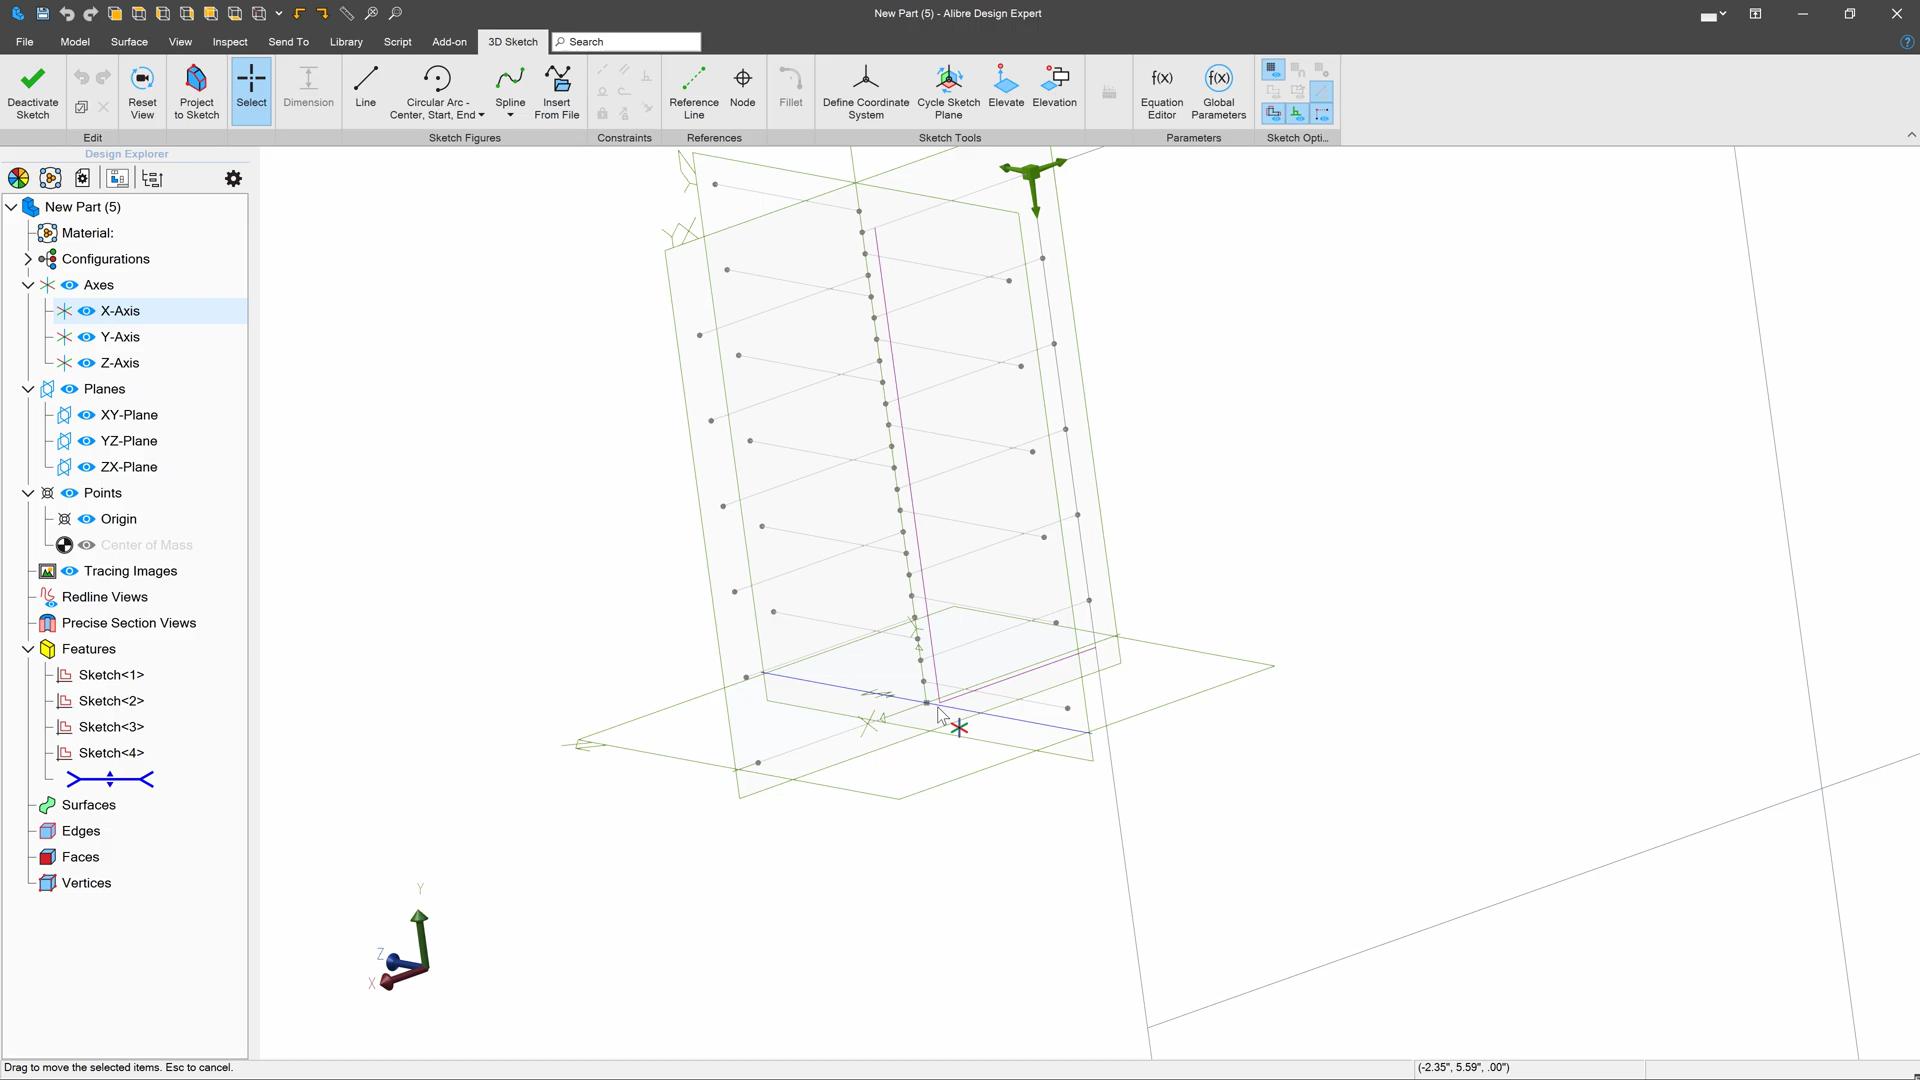 New Part (5) - Alibre Design Expert
File Model Surface View Inspect Send To Library Script Add-on 3D Sketch Search
Deactivate Sketch
Reset View
Project to Sketch
Select
Dimension
Line
Circular Arc - Center, Start, End
Spline
Insert From File
Reference Line
Node
Fillet
Define Coordinate System
Cycle Sketch Plane
Elevate
Elevation
f(x)
Equation Editor
f(x)
Global Parameters
Edit
Sketch Figures
Constraints
References
Sketch Tools
Parameters
Sketch Opti...
Design Explorer
New Part (5)
Material:
Configurations
Axes
X-Axis
Y-Axis
Z-Axis
Planes
XY-Plane
YZ-Plane
ZX-Plane
Points
Origin
Center of Mass
Tracing Images
Redline Views
Precise Section Views
Features
Sketch<1>
Sketch<2>
Sketch<3>
Sketch<4>
Surfaces
Edges
Faces
Vertices
Y
Z
X
Drag to move the selected items. Esc to cancel.
(-2.35", 5.59", .00")